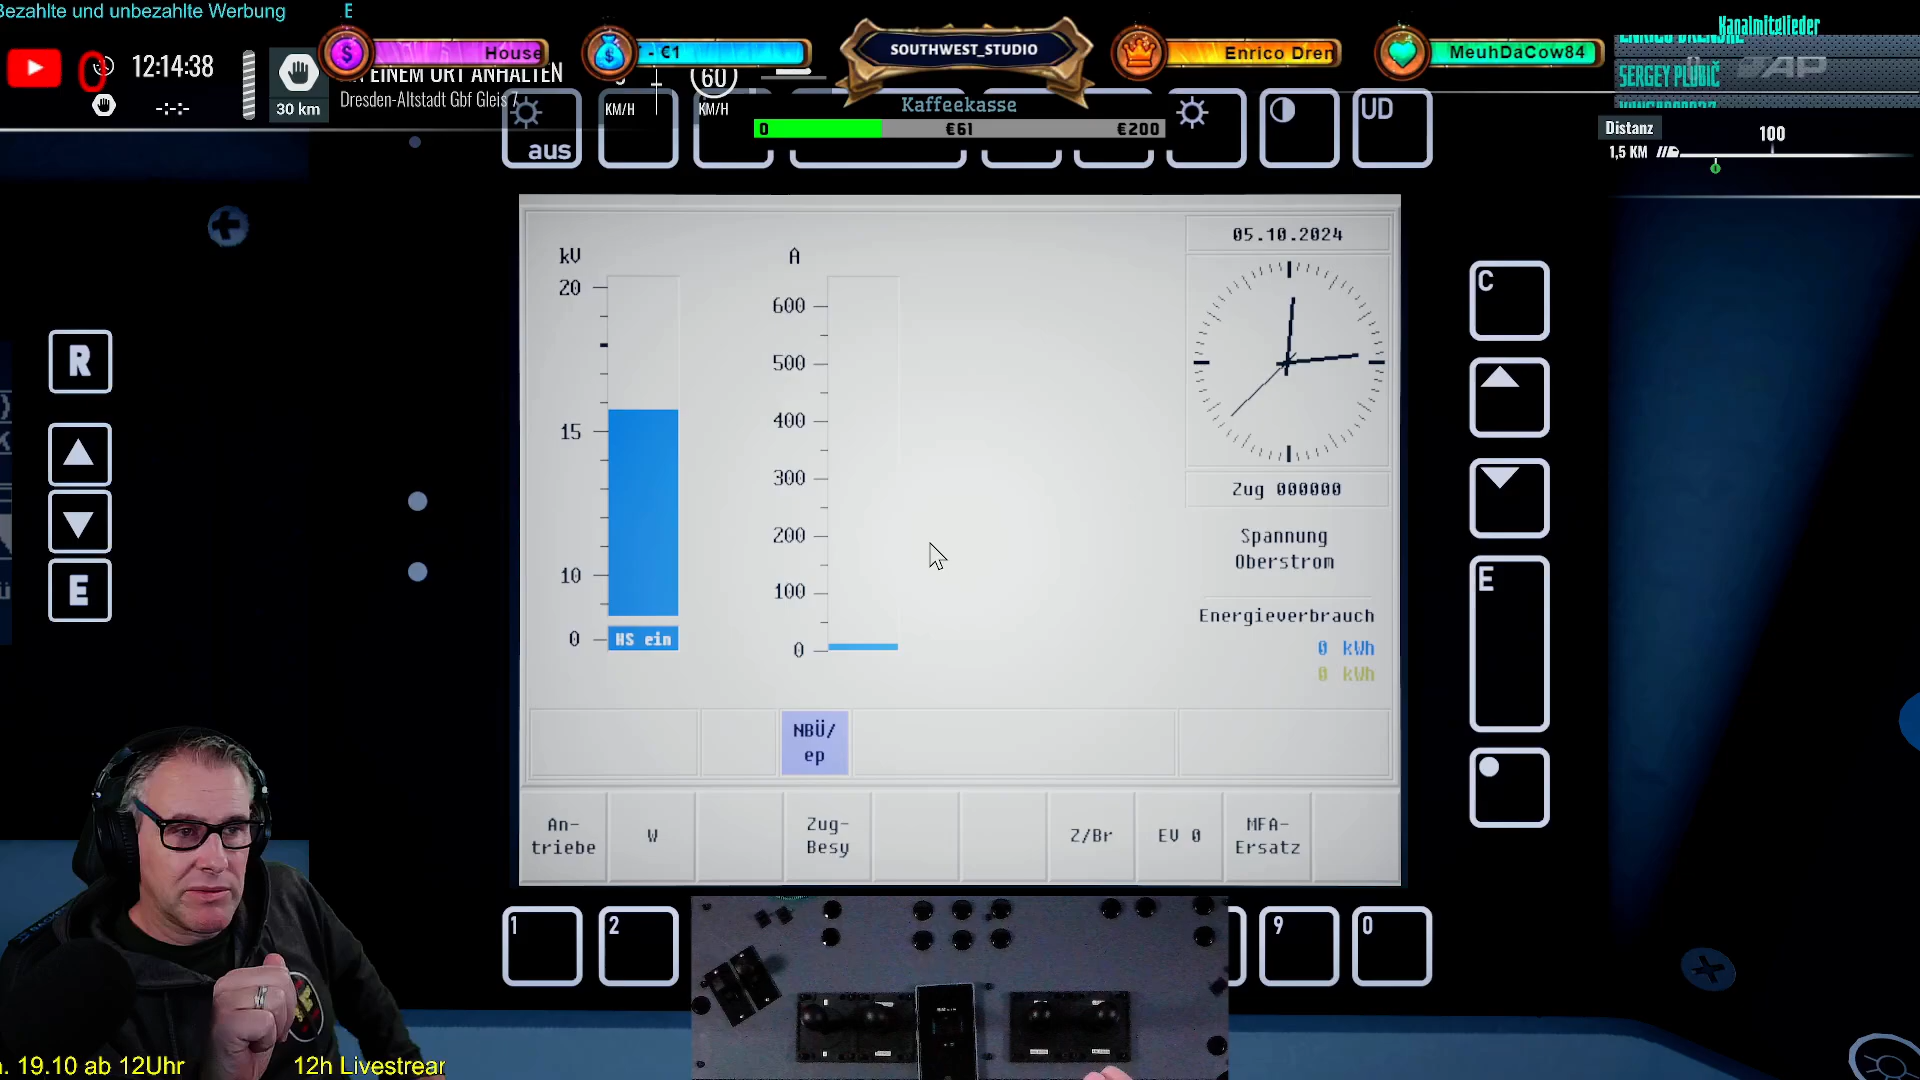 Bezahlte und unbezahlte Werbung
E
Kanalmitglieder
House
- €1
SOUTHWEST_STUDIO
Enrico Dren
MeuhDaCow84
SERGEY PLUBIČ
12:14:38
-:-:-
30 km
EINEM ORT ANHALTEN
Dresden-Altstadt Gbf Gleis 7
KM/H
60
KM/H
Kaffeekasse
0 €61 €200
Distanz
100
1,5 KM
aus
UD
kV
20
15
10
0
HS ein
A
600
500
400
300
200
100
0
05.10.2024
Zug 000000
Spannung
Oberstrom
Energieverbrauch
0 kWh
0 kWh
NBÜ/
ep
An-
triebe
W
Zug-
Besy
Z/Br
EV 0
MFA-
Ersatz
R
E
C
E
1
2
9
0
19.10 ab 12Uhr
12h Livestrear